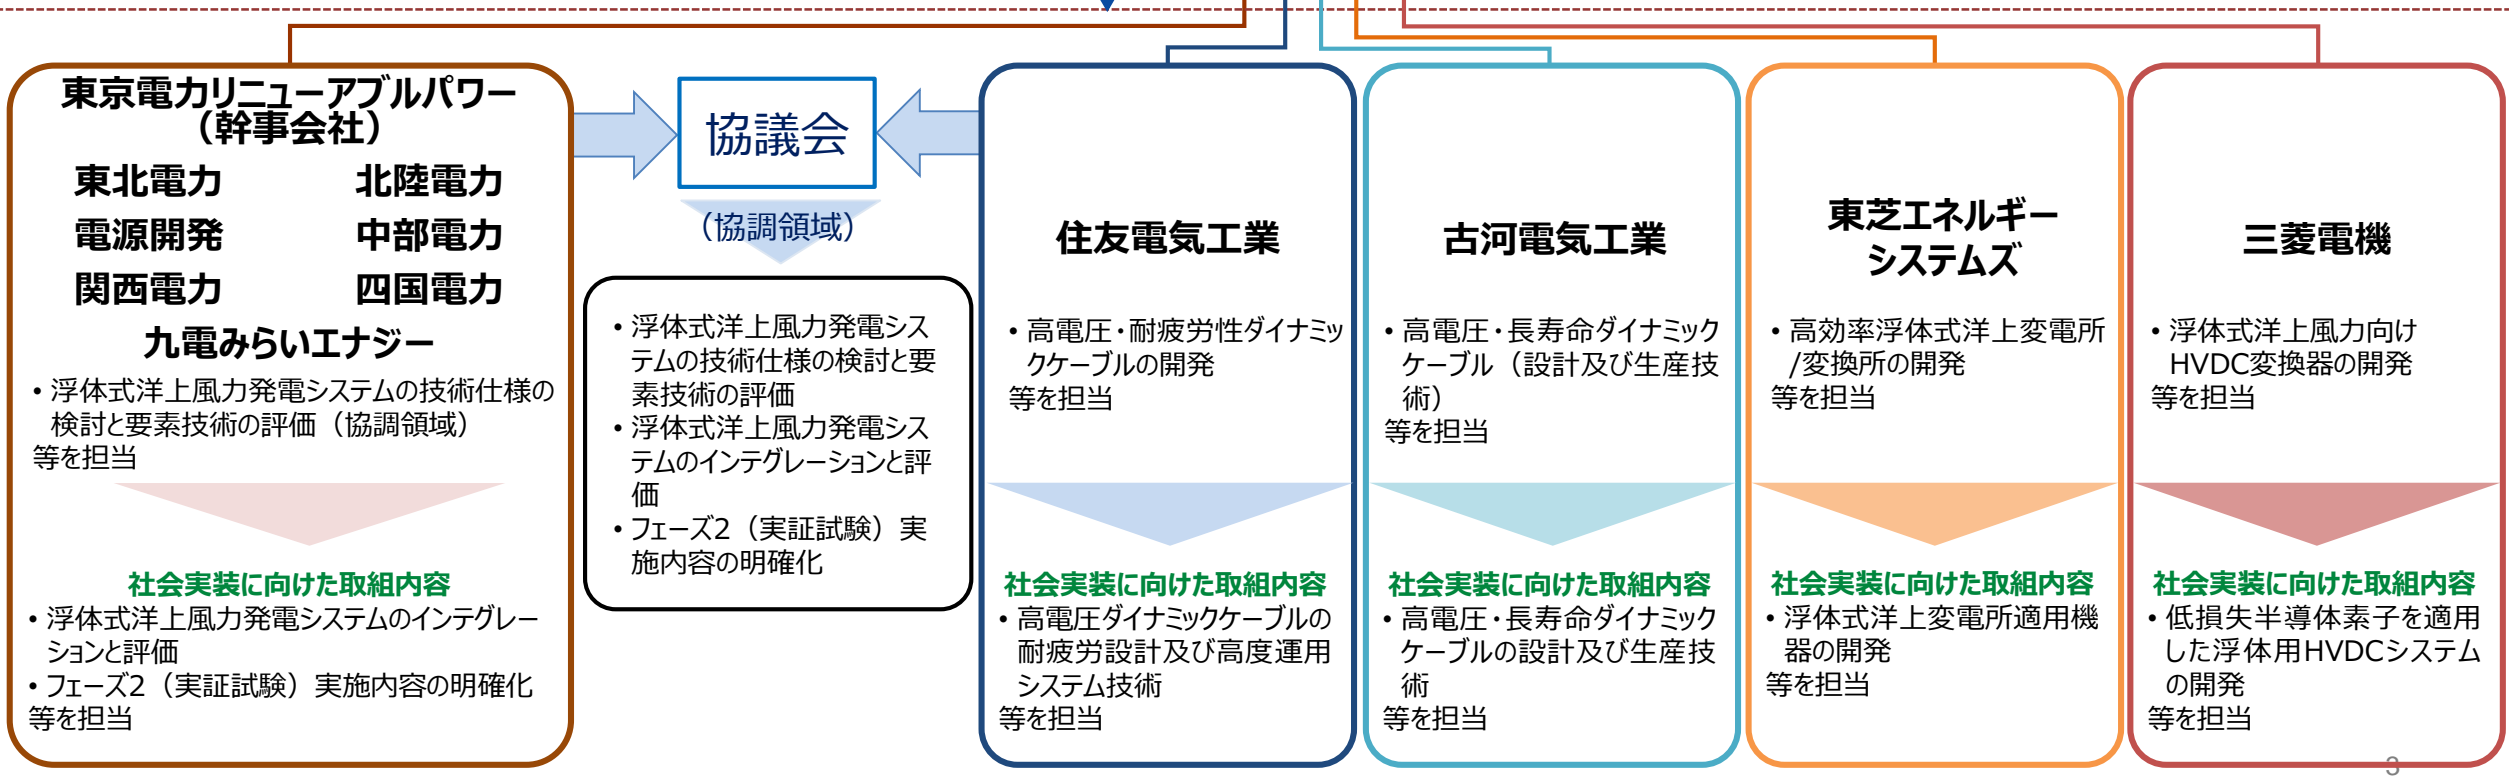 東京電力リニューアブルパワー
（幹事会社）
東北電力 北陸電力
電源開発 中部電力
関西電力 四国電力
九電みらいエナジー
• 浮体式洋上風力発電システムの技術仕様の
検討と要素技術の評価（協調領域）
等を担当
社会実装に向けた取組内容
• 浮体式洋上風力発電システムのインテグレー
ションと評価
• フェーズ2（実証試験）実施内容の明確化
等を担当
協議会
（協調領域）
• 浮体式洋上風力発電シス
テムの技術仕様の検討と要
素技術の評価
• 浮体式洋上風力発電シス
テムのインテグレーションと評
価
• フェーズ2（実証試験）実
施内容の明確化
住友電気工業
• 高電圧・耐疲労性ダイナミッ
クケーブルの開発
等を担当
社会実装に向けた取組内容
• 高電圧ダイナミックケーブルの
耐疲労設計及び高度運用
システム技術
等を担当
古河電気工業
• 高電圧・長寿命ダイナミック
ケーブル（設計及び生産技
術）
等を担当
社会実装に向けた取組内容
• 高電圧・長寿命ダイナミック
ケーブルの設計及び生産技
術
等を担当
東芝エネルギー
システムズ
• 高効率浮体式洋上変電所
/変換所の開発
等を担当
社会実装に向けた取組内容
• 浮体式洋上変電所適用機
器の開発
等を担当
三菱電機
• 浮体式洋上風力向け
HVDC変換器の開発
等を担当
社会実装に向けた取組内容
• 低損失半導体素子を適用
した浮体用HVDCシステム
の開発
等を担当
3